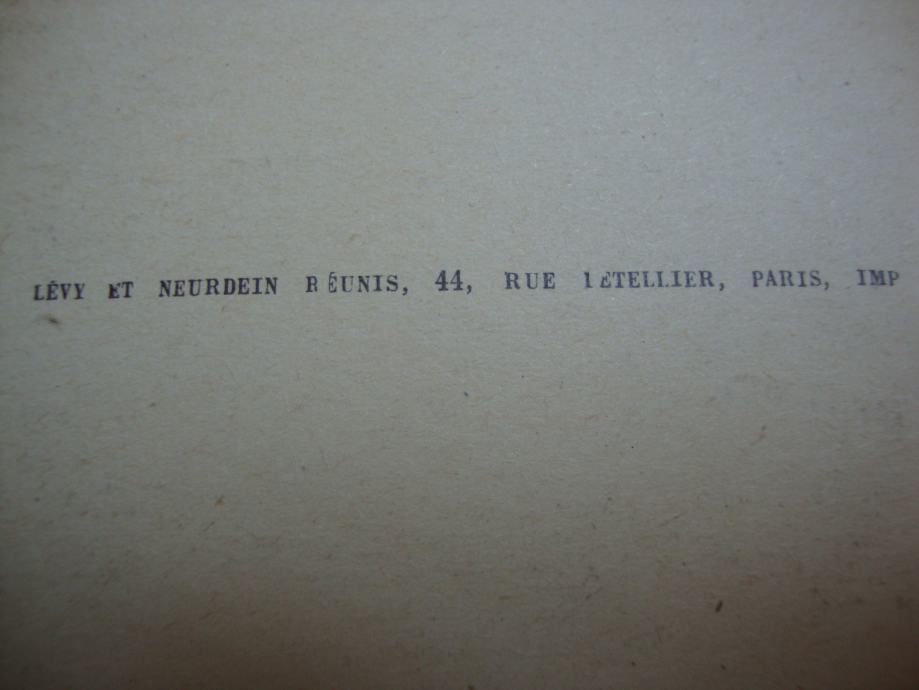 LÉVY ET NEURDEIN RÉUNIS, 44, RUE LETELLIER, PARIS, IMP